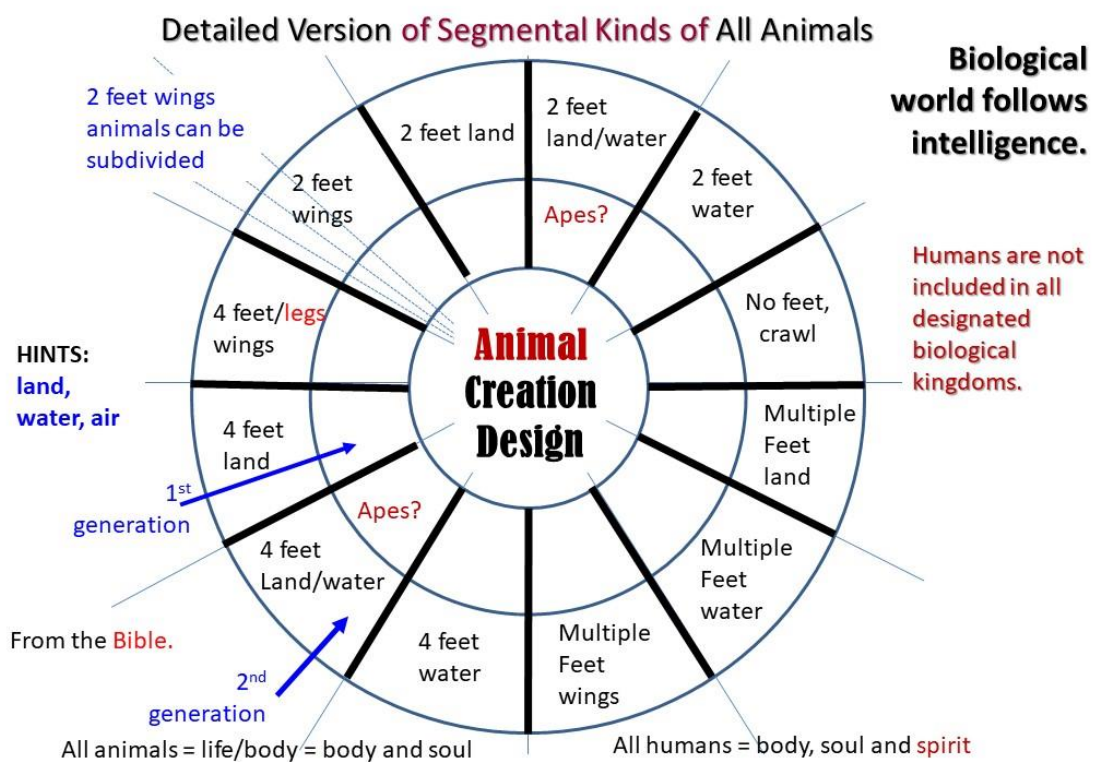 Detailed Version of Segmental Kinds of All Animals
Biological
world follows
intelligence.
2 feet wings
animals can be
subdivided
2 feet land
2 feet
land/water
2 feet
wings
2 feet
water
Apes?
Humans are not
included in all
designated
biological
kingdoms.
4 feet/legs
wings
No feet,
crawl
HINTS:
land,
water, air
Animal
Creation
Design
4 feet
land
Multiple
Feet
land
1st
generation
Apes?
4 feet
Land/water
Multiple
Feet
water
From the Bible.
4 feet
water
Multiple
Feet
wings
2nd
generation
All animals = life/body = body and soul
All humans = body, soul and spirit